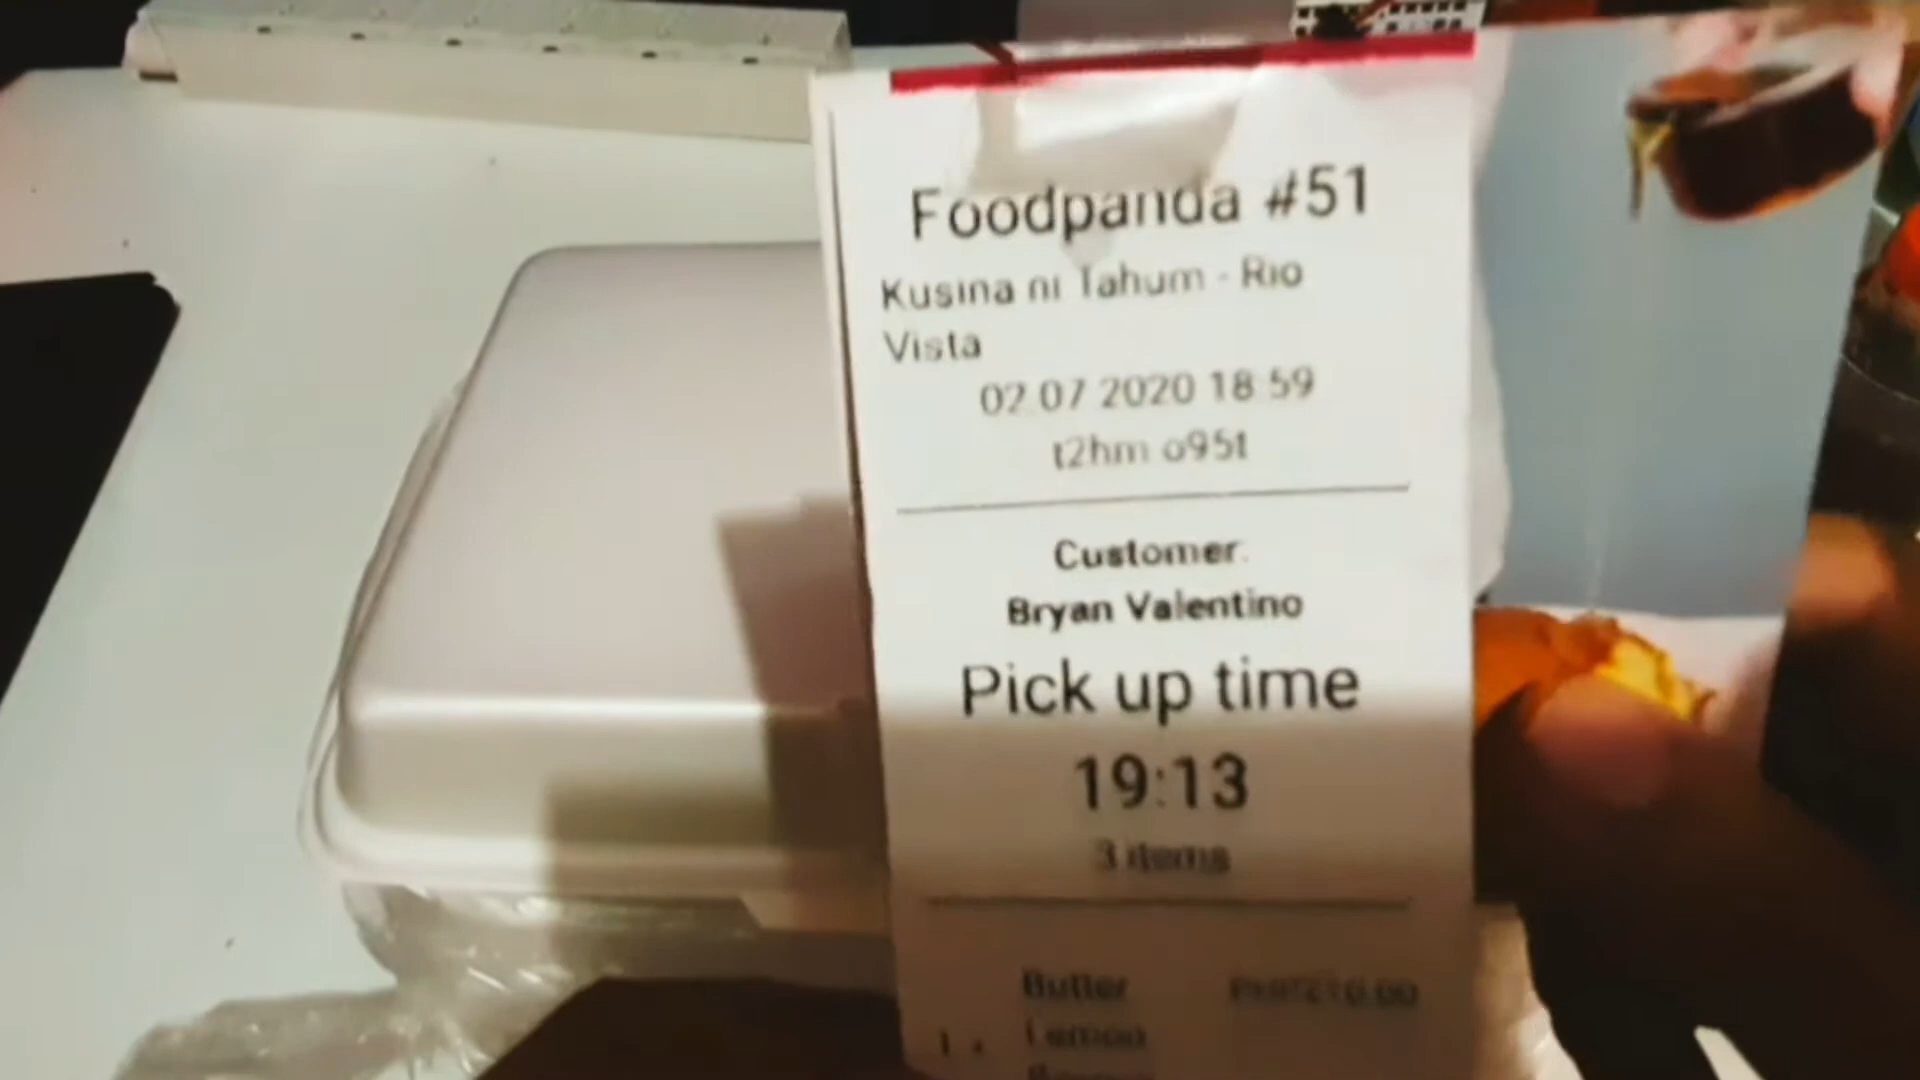 Foodpanda #51
Kusina ni Tahum - Rio
Vista
02 07 2020 18 59
t2hm o95t
Customer:
Bryan Valentino
Pick up time
19:13
3 items
Butter
1 x Lemon